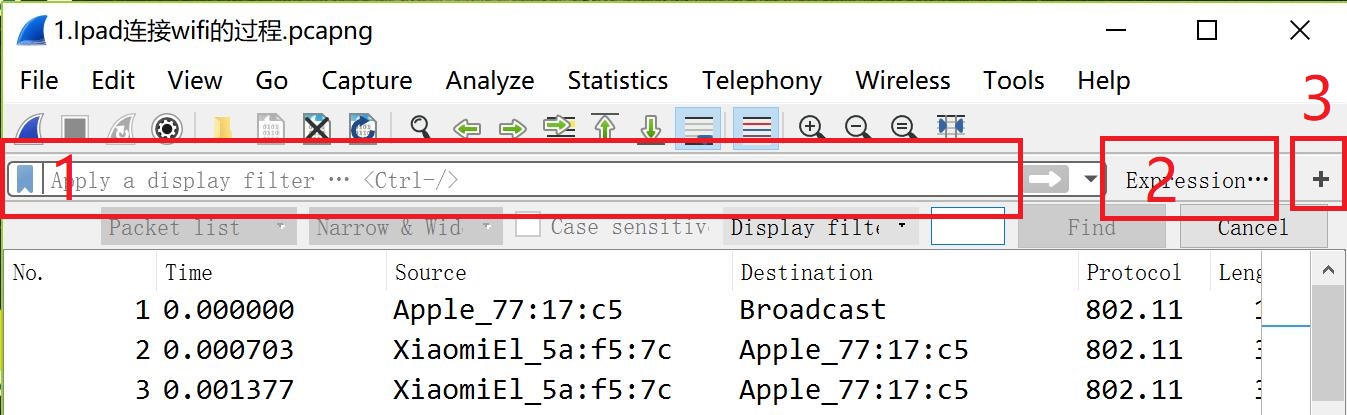 1.Ipad连接wifi的过程.pcapng
File Edit View Go Capture Analyze Statistics Telephony Wireless Tools Help
3
1 Apply a display filter … <Ctrl-/> 2 Expression… +
Packet list Narrow & Wid Case sensitiv Display filte Find Cancel
No. Time Source Destination Protocol Leng
1 0.000000 Apple_77:17:c5 Broadcast 802.11
2 0.000703 XiaomiEl_5a:f5:7c Apple_77:17:c5 802.11
3 0.001377 XiaomiEl_5a:f5:7c Apple_77:17:c5 802.11